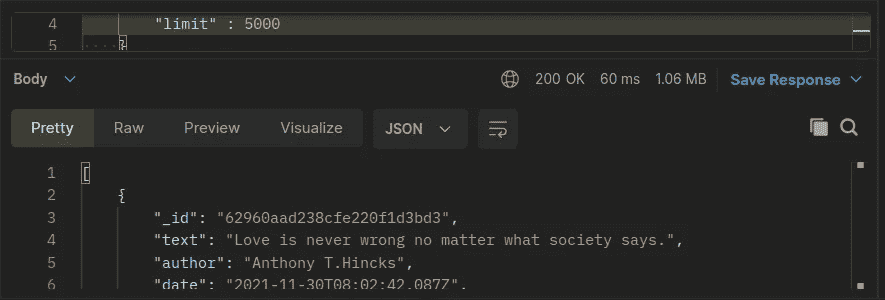 4 "limit" : 5000
5 }
Body 200 OK 60 ms 1.06 MB Save Response
Pretty Raw Preview Visualize JSON
1 [
2 {
3 "_id": "62960aad238cfe220f1d3bd3",
4 "text": "Love is never wrong no matter what society says.",
5 "author": "Anthony T.Hincks",
6 "date": "2021-11-30T08:02:42.087Z",